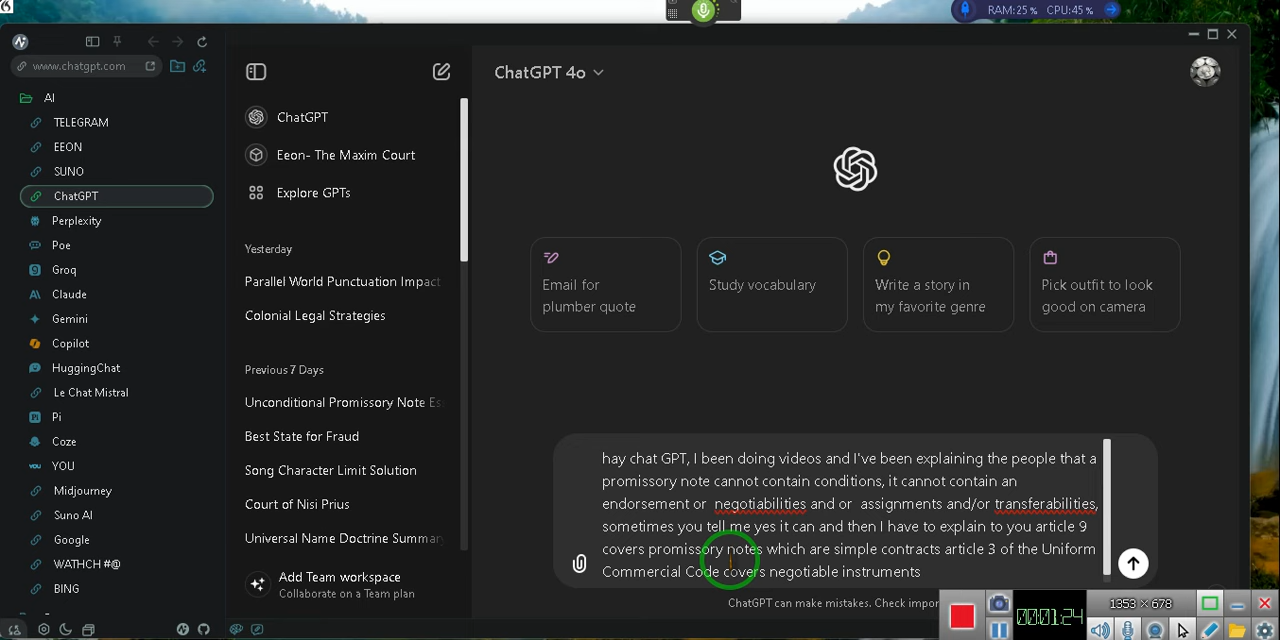 RAM:25% CPU:45%
www.chatgpt.com
AI
TELEGRAM
EEON
SUNO
ChatGPT
Perplexity
Poe
Groq
Claude
Gemini
Copilot
HuggingChat
Le Chat Mistral
Pi
Coze
YOU
Midjourney
Suno AI
Google
WATHCH #@
BING
ChatGPT
Eeon- The Maxim Court
Explore GPTs
Yesterday
Parallel World Punctuation Impact
Colonial Legal Strategies
Previous 7 Days
Unconditional Promissory Note Es
Best State for Fraud
Song Character Limit Solution
Court of Nisi Prius
Universal Name Doctrine Summar
Add Team workspace
Collaborate on a Team plan
ChatGPT 4o
Email for
plumber quote
Study vocabulary
Write a story in
my favorite genre
Pick outfit to look
good on camera
hay chat GPT, I been doing videos and I've been explaining the people that a
promissory note cannot contain conditions, it cannot contain an
endorsement or negotiabilities and or assignments and/or transferabilities,
sometimes you tell me yes it can and then I have to explain to you article 9
covers promissory notes which are simple contracts article 3 of the Uniform
Commercial Code covers negotiable instruments
ChatGPT can make mistakes. Check impor
00:01:24
1353 × 678